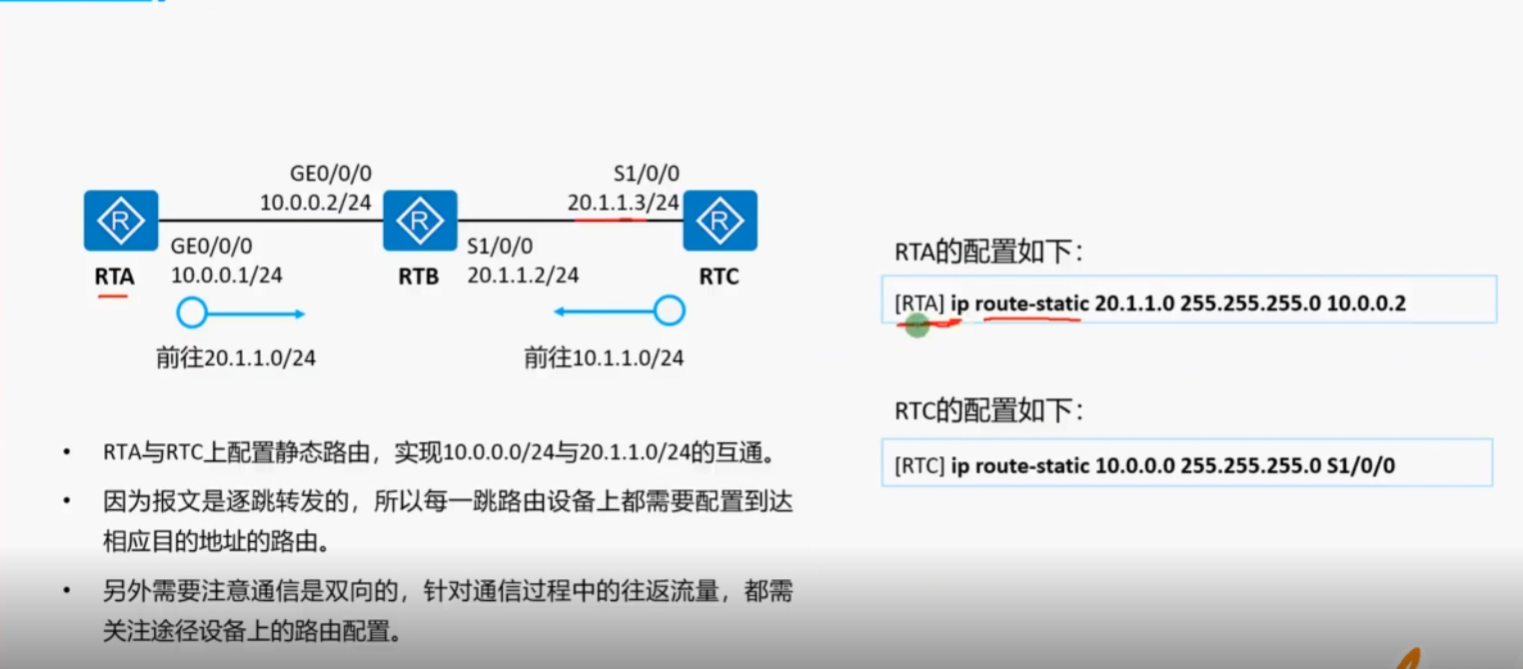 GE0/0/0
10.0.0.2/24
S1/0/0
20.1.1.3/24
R
R
R
GE0/0/0
10.0.0.1/24
S1/0/0
20.1.1.2/24
RTA
RTB
RTC
前往20.1.1.0/24
前往10.1.1.0/24
• RTA与RTC上配置静态路由，实现10.0.0.0/24与20.1.1.0/24的互通。
• 因为报文是逐跳转发的，所以每一跳路由设备上都需要配置到达
相应目的地址的路由。
• 另外需要注意通信是双向的，针对通信过程中的往返流量，都需
关注途径设备上的路由配置。
RTA的配置如下：
[RTA] ip route-static 20.1.1.0 255.255.255.0 10.0.0.2
RTC的配置如下：
[RTC] ip route-static 10.0.0.0 255.255.255.0 S1/0/0